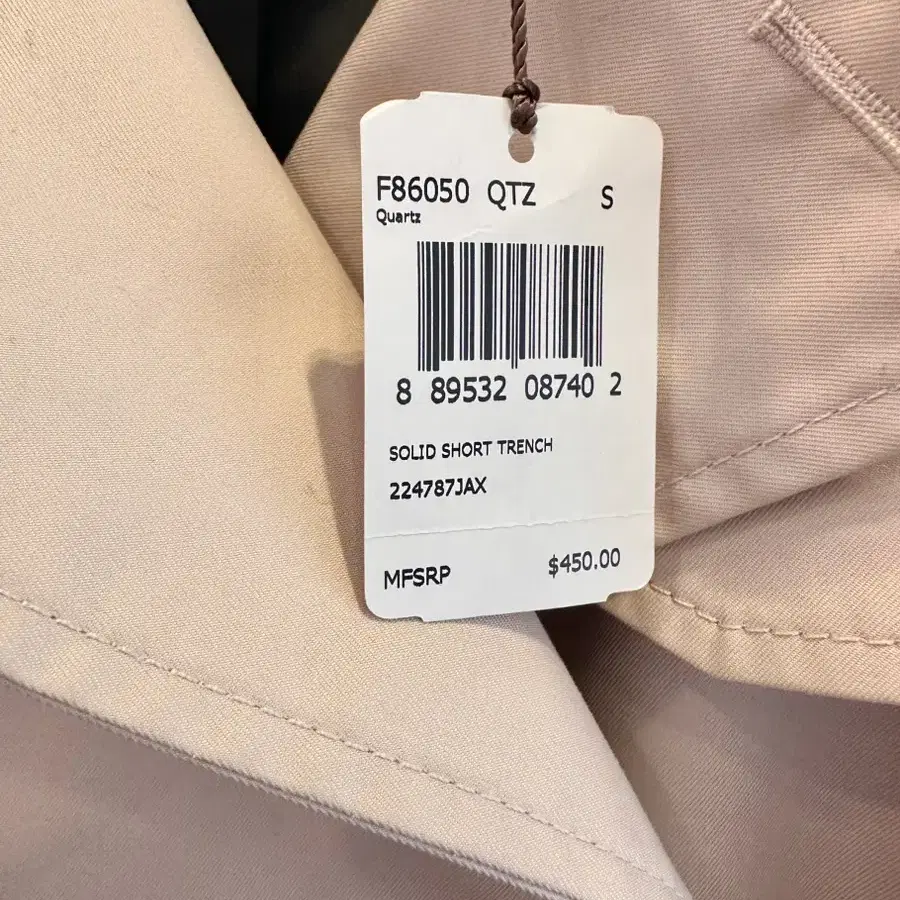 F86050 QTZ S
Quartz
8 89532 08740 2
SOLID SHORT TRENCH
224787JAX
MFSRP $450.00